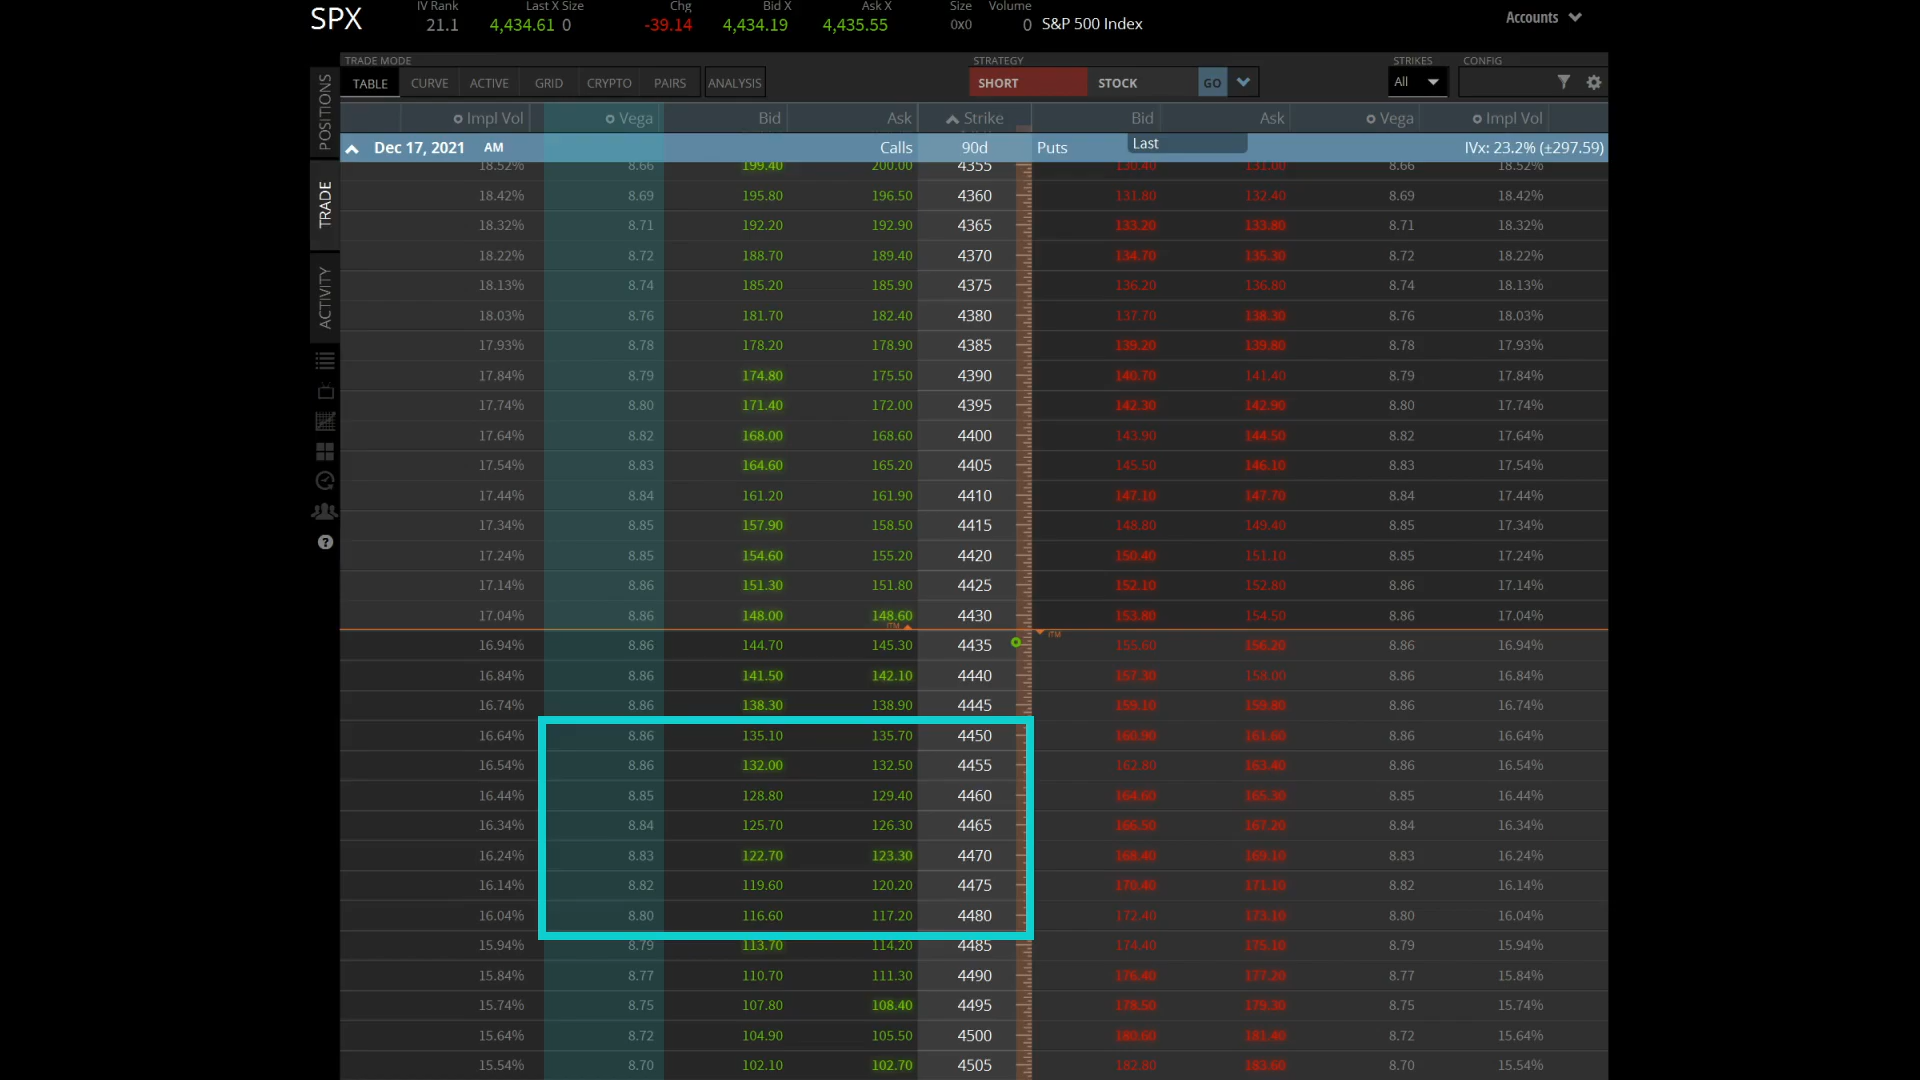 SPX IV Rank 21.1 Last X Size 4,434.61 0 Chg -39.14 Bid X 4,434.19 Ask X 4,435.55 Size 0x0 Volume 0 S&P 500 Index Accounts
TRADE MODE STRATEGY STRIKES CONFIG
TABLE CURVE ACTIVE GRID CRYPTO PAIRS ANALYSIS SHORT STOCK GO All
POSITIONS
TRADE
ACTIVITY
?
Impl Vol Vega Bid Ask Strike Bid Ask Vega Impl Vol
Dec 17, 2021 AM Calls 90d Puts Last IVx: 23.2% (±297.59)
18.52% 8.66 199.40 200.00 4355 130.40 131.00 8.66 18.52%
18.42% 8.69 195.80 196.50 4360 131.80 132.40 8.69 18.42%
18.32% 8.71 192.20 192.90 4365 133.20 133.80 8.71 18.32%
18.22% 8.72 188.70 189.40 4370 134.70 135.30 8.72 18.22%
18.13% 8.74 185.20 185.90 4375 136.20 136.80 8.74 18.13%
18.03% 8.76 181.70 182.40 4380 137.70 138.30 8.76 18.03%
17.93% 8.78 178.20 178.90 4385 139.20 139.80 8.78 17.93%
17.84% 8.79 174.80 175.50 4390 140.70 141.40 8.79 17.84%
17.74% 8.80 171.40 172.00 4395 142.30 142.90 8.80 17.74%
17.64% 8.82 168.00 168.60 4400 143.90 144.50 8.82 17.64%
17.54% 8.83 164.60 165.20 4405 145.50 146.10 8.83 17.54%
17.44% 8.84 161.20 161.90 4410 147.10 147.70 8.84 17.44%
17.34% 8.85 157.90 158.50 4415 148.80 149.40 8.85 17.34%
17.24% 8.85 154.60 155.20 4420 150.40 151.10 8.85 17.24%
17.14% 8.86 151.30 151.80 4425 152.10 152.80 8.86 17.14%
17.04% 8.86 148.00 148.60 4430 153.80 154.50 8.86 17.04%
ITM ITM
16.94% 8.86 144.70 145.30 4435 155.60 156.20 8.86 16.94%
16.84% 8.86 141.50 142.10 4440 157.30 158.00 8.86 16.84%
16.74% 8.86 138.30 138.90 4445 159.10 159.80 8.86 16.74%
16.64% 8.86 135.10 135.70 4450 160.90 161.60 8.86 16.64%
16.54% 8.86 132.00 132.50 4455 162.80 163.40 8.86 16.54%
16.44% 8.85 128.80 129.40 4460 164.60 165.30 8.85 16.44%
16.34% 8.84 125.70 126.30 4465 166.50 167.20 8.84 16.34%
16.24% 8.83 122.70 123.30 4470 168.40 169.10 8.83 16.24%
16.14% 8.82 119.60 120.20 4475 170.40 171.10 8.82 16.14%
16.04% 8.80 116.60 117.20 4480 172.40 173.10 8.80 16.04%
15.94% 8.79 113.70 114.20 4485 174.40 175.10 8.79 15.94%
15.84% 8.77 110.70 111.30 4490 176.40 177.20 8.77 15.84%
15.74% 8.75 107.80 108.40 4495 178.50 179.30 8.75 15.74%
15.64% 8.72 104.90 105.50 4500 180.60 181.40 8.72 15.64%
15.54% 8.70 102.10 102.70 4505 182.80 183.60 8.70 15.54%